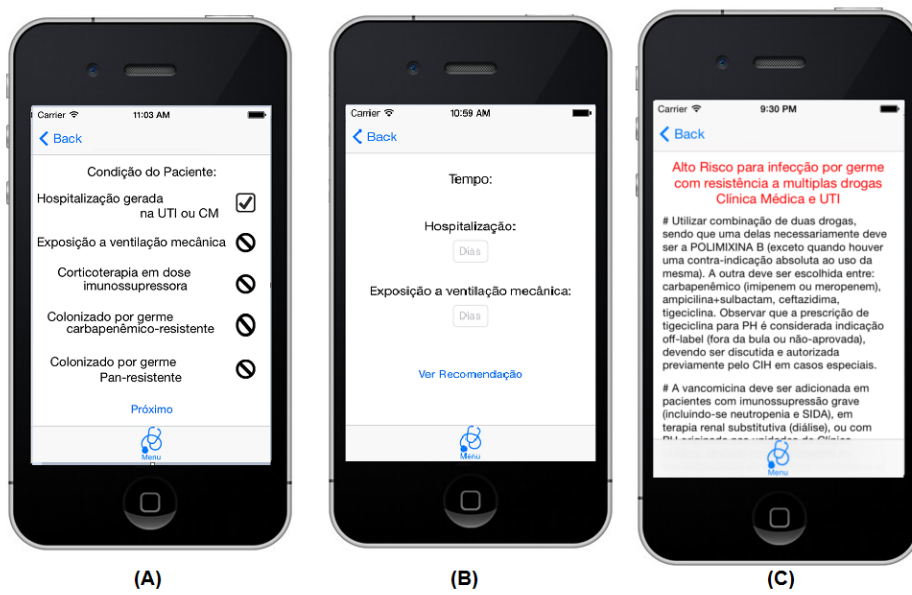 Carrier 11:03 AM
Back
Condição do Paciente:
Hospitalização gerada
na UTI ou CM
Exposição a ventilação mecânica
Corticoterapia em dose
imunossupressora
Colonizado por germe
carbapenêmico-resistente
Colonizado por germe
Pan-resistente
Próximo
Menu
(A)
Carrier 10:59 AM
Back
Tempo:
Hospitalização:
Dias
Exposição a ventilação mecânica:
Dias
Ver Recomendação
Menu
(B)
Carrier 9:30 PM
Back
Alto Risco para infecção por germe
com resistência a multiplas drogas
Clínica Médica e UTI
# Utilizar combinação de duas drogas,
sendo que uma delas necessariamente deve
ser a POLIMIXINA B (exceto quando houver
uma contra-indicação absoluta ao uso da
mesma). A outra deve ser escolhida entre:
carbapenêmico (imipenem ou meropenem),
ampicilina+sulbactam, ceftazidima,
tigeciclina. Observar que a prescrição de
tigeciclina para PH é considerada indicação
off-label (fora da bula ou não-aprovada),
devendo ser discutida e autorizada
previamente pelo CIH em casos especiais.
# A vancomicina deve ser adicionada em
pacientes com imunossupressão grave
(incluindo-se neutropenia e SIDA), em
terapia renal substitutiva (diálise), ou com
Menu
(C)